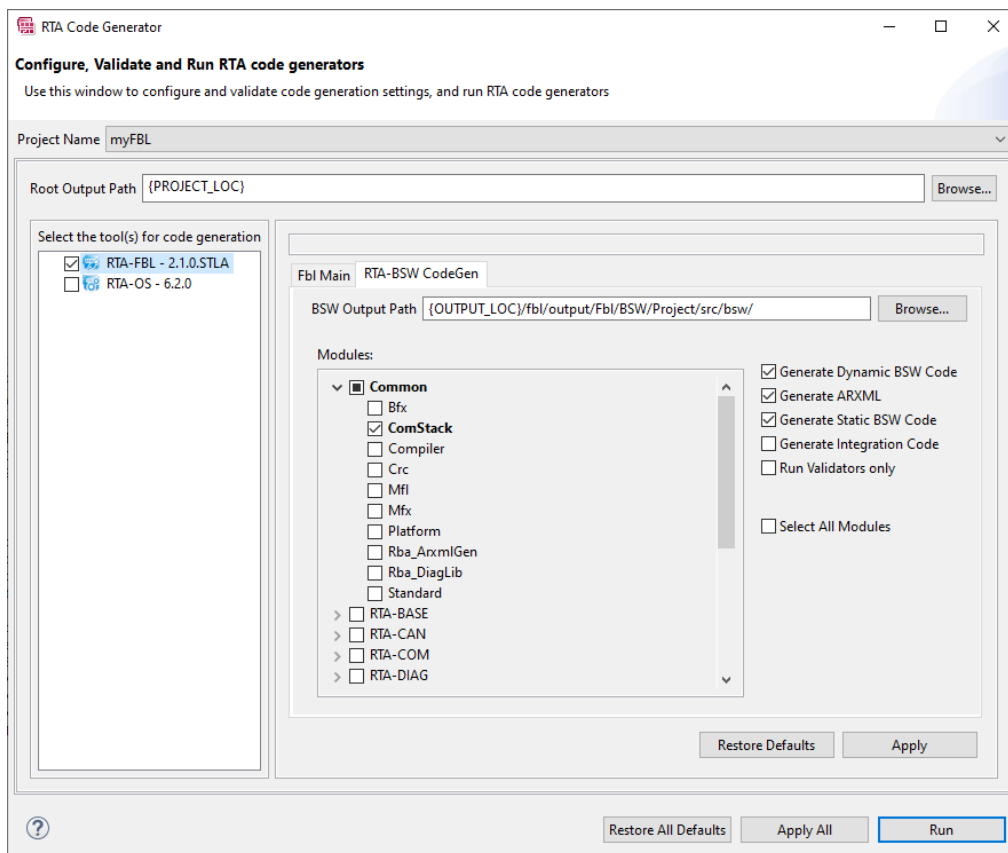 RTA Code Generator
Configure, Validate and Run RTA code generators
Use this window to configure and validate code generation settings, and run RTA code generators
Project Name myFBL
Root Output Path {PROJECT_LOC} Browse...
Select the tool(s) for code generation
RTA-FBL - 2.1.0.STLA
RTA-OS - 6.2.0
Fbl Main RTA-BSW CodeGen
BSW Output Path {OUTPUT_LOC}/fbl/output/Fbl/BSW/Project/src/bsw/ Browse...
Modules:
Common
Bfx
ComStack
Compiler
Crc
Mfl
Mfx
Platform
Rba_ArxmlGen
Rba_DiagLib
Standard
RTA-BASE
RTA-CAN
RTA-COM
RTA-DIAG
Generate Dynamic BSW Code
Generate ARXML
Generate Static BSW Code
Generate Integration Code
Run Validators only
Select All Modules
Restore Defaults Apply
? Restore All Defaults Apply All Run